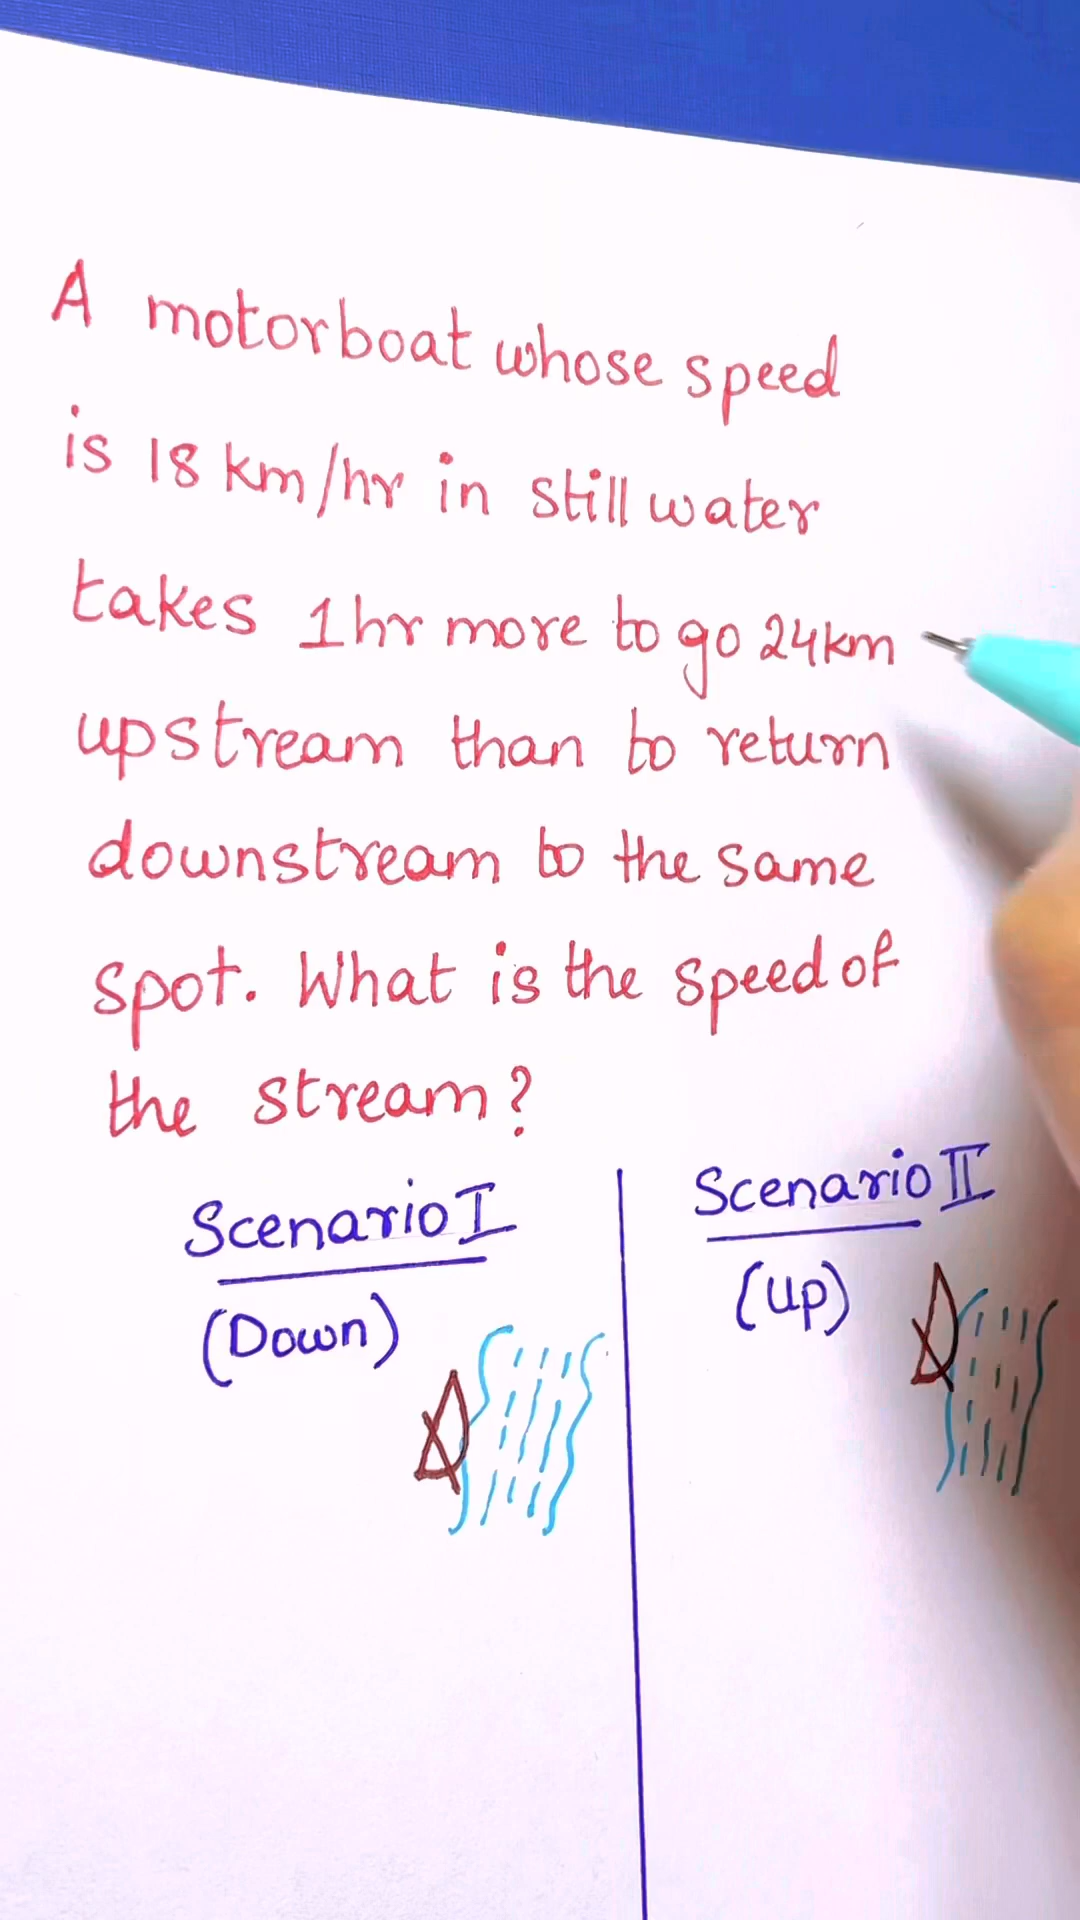 A motorboat whose speed
is 18 km/hr in still water
takes 1hr more to go 24km
upstream than to return
downstream to the same
spot. What is the speed of
the stream?
Scenario I
(Down)
Scenario II
(Up)